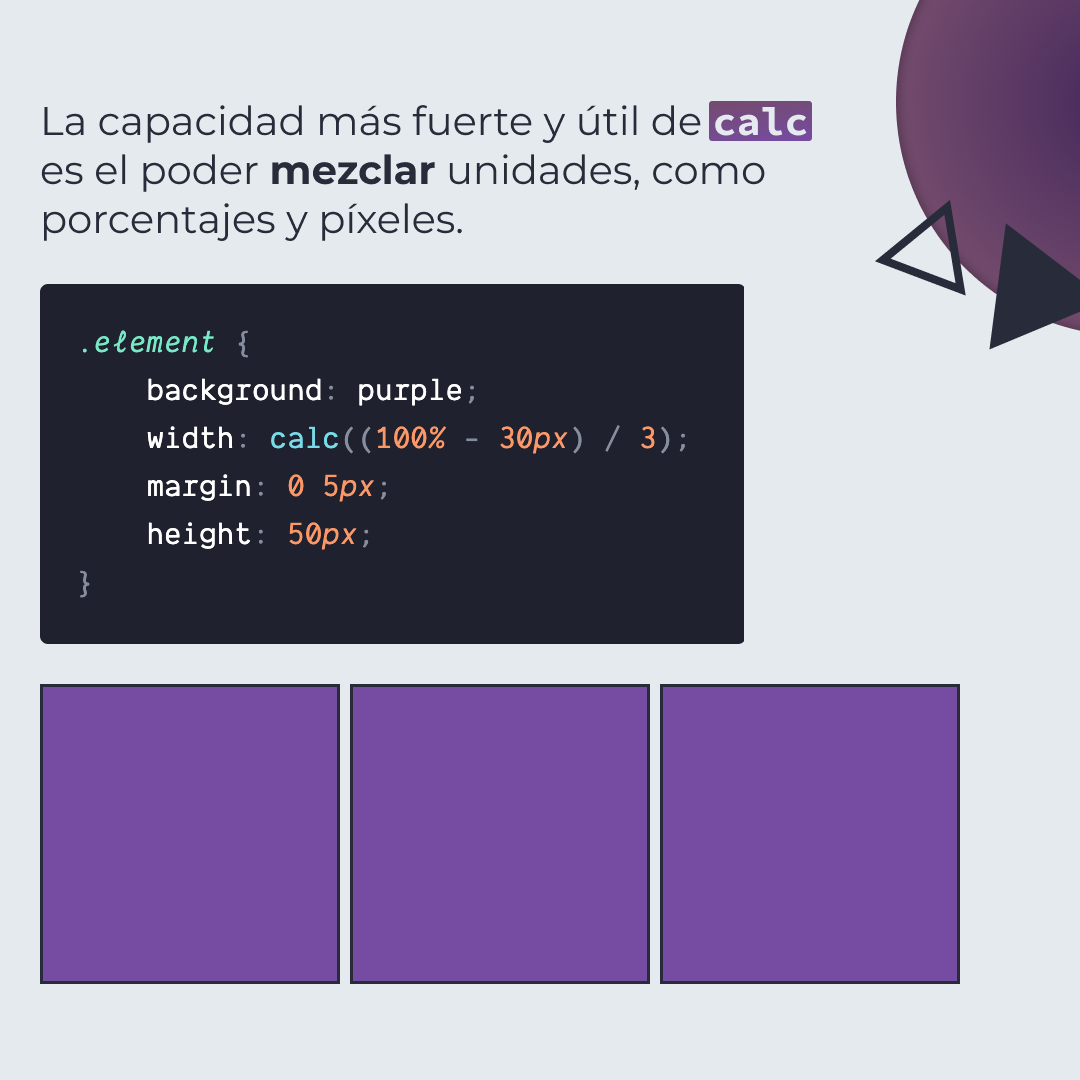 La capacidad más fuerte y útil de calc
es el poder mezclar unidades, como
porcentajes y píxeles.
.element {
    background: purple;
    width: calc((100% - 30px) / 3);
    margin: 0 5px;
    height: 50px;
}